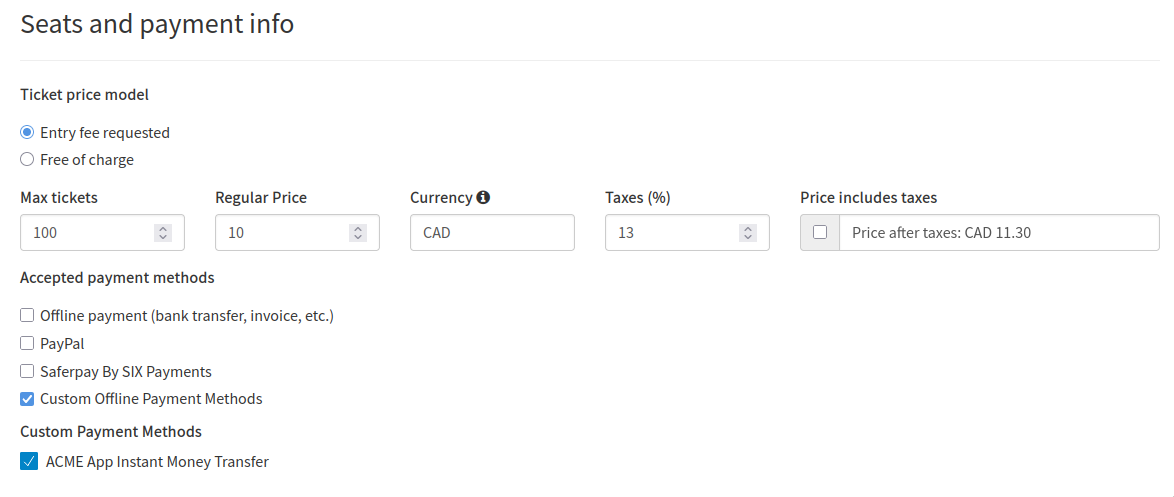 Seats and payment info
Ticket price model
Entry fee requested
Free of charge
Max tickets Regular Price Currency Taxes (%) Price includes taxes
100 10 CAD 13 Price after taxes: CAD 11.30
Accepted payment methods
Offline payment (bank transfer, invoice, etc.)
PayPal
Saferpay By SIX Payments
Custom Offline Payment Methods
Custom Payment Methods
ACME App Instant Money Transfer